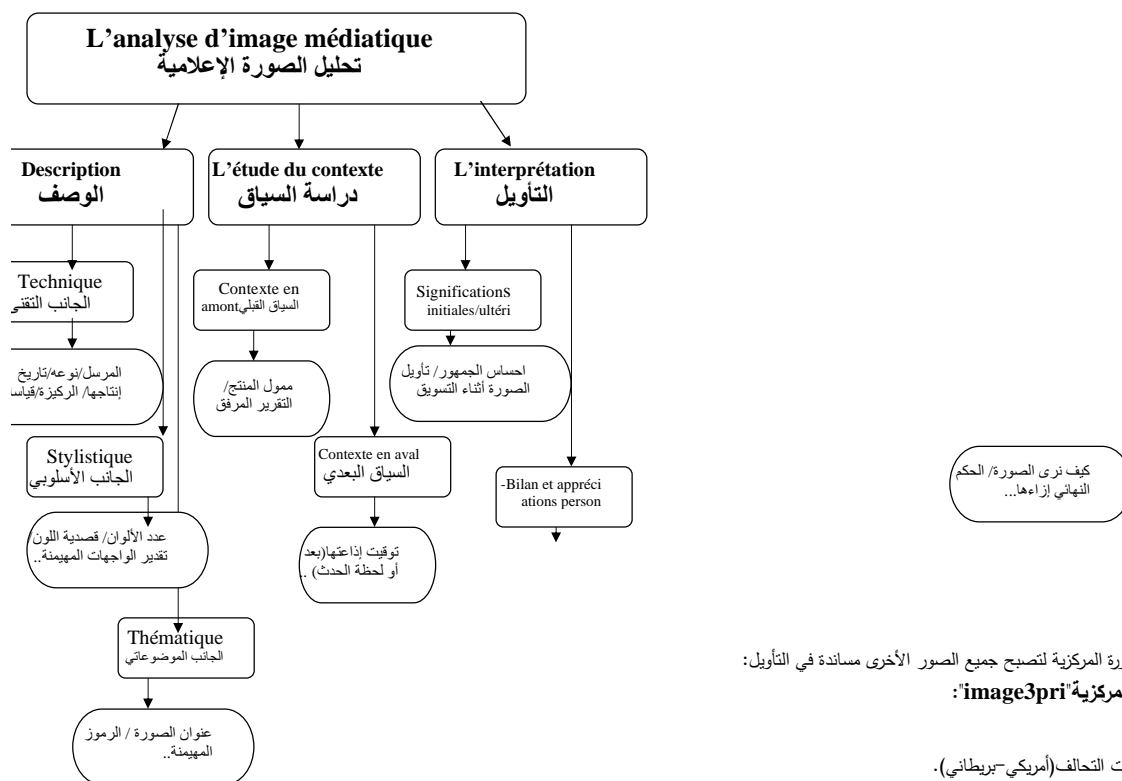 L'analyse d'image médiatique
تحليل الصورة الإعلامية
Description
الوصف
L'étude du contexte
دراسة السياق
L'interprétation
التأويل
Technique
الجانب التقني
Contexte en
amont السياق القبلي
Significations
initiales/ultéri
المرسل/نوعه/تاريخ
إنتاجها/ الركيزة/قياسا
ممول المنتج/
التقرير المرفق
احساس الجمهور/ تأويل
الصورة أثناء التسويق
Stylistique
الجانب الأسلوبي
Contexte en aval
السياق البعدي
-Bilan et appréci
ations person
كيف نرى الصورة/ الحكم
النهائي إزاءها...
عدد الألوان/ قصدية اللون/
تقدير الواجهات المهيمنة..
توقيت إذاعتها(بعد
أو لحظة الحدث) ..
Thématique
الجانب الموضوعاتي
عنوان الصورة / الرموز
المهيمنة..
المركزية لتصبح جميع الصور الأخرى مساندة في التأويل:
"image3pri":
التحالف(أمريكي-بريطاني).